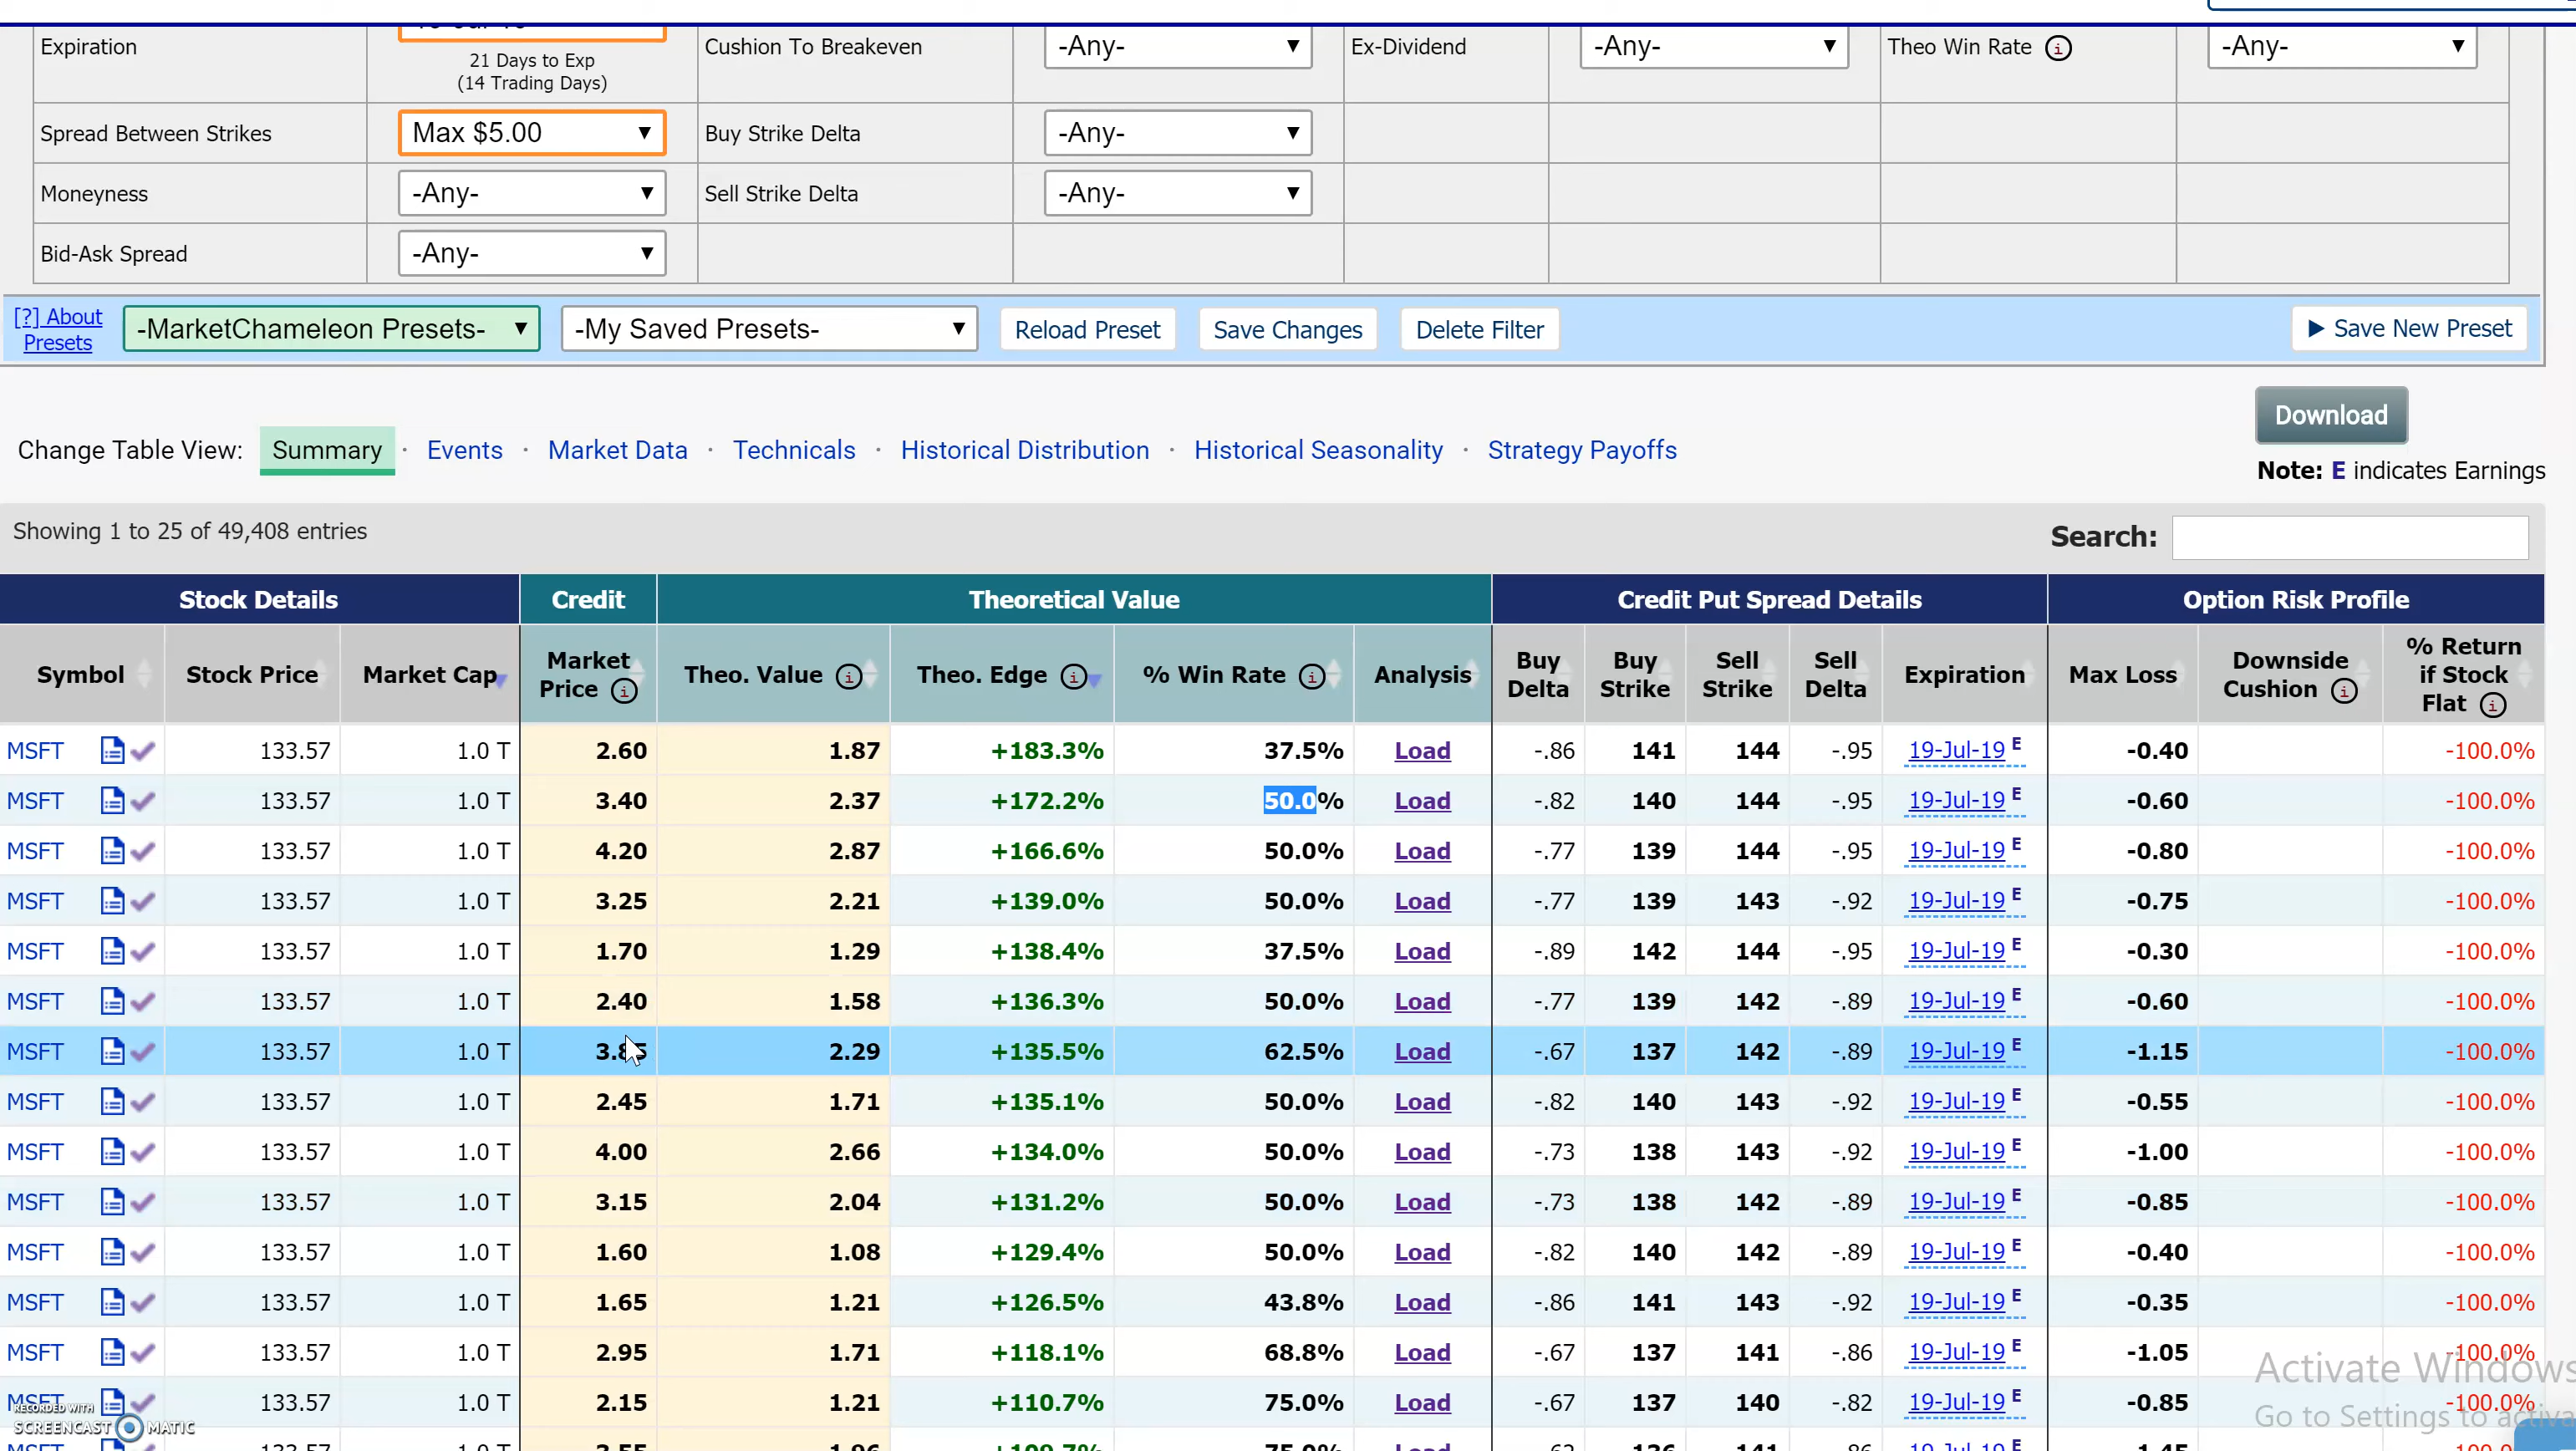 Expiration Cushion To Breakeven -Any- Ex-Dividend -Any- Theo Win Rate i -Any-
21 Days to Exp
(14 Trading Days)
Spread Between Strikes Max $5.00 Buy Strike Delta -Any-
Moneyness -Any- Sell Strike Delta -Any-
Bid-Ask Spread -Any-
[?] About
Presets
-MarketChameleon Presets- -My Saved Presets- Reload Preset Save Changes Delete Filter Save New Preset
Download
Change Table View: Summary · Events · Market Data · Technicals · Historical Distribution · Historical Seasonality · Strategy Payoffs
Note: E indicates Earnings
Showing 1 to 25 of 49,408 entries Search:
Stock Details Credit Theoretical Value Credit Put Spread Details Option Risk Profile
Symbol Stock Price Market Cap Market Price i Theo. Value i Theo. Edge i % Win Rate i Analysis Buy Delta Buy Strike Sell Strike Sell Delta Expiration Max Loss Downside Cushion i % Return if Stock Flat i
MSFT 133.57 1.0 T 2.60 1.87 +183.3% 37.5% Load -.86 141 144 -.95 19-Jul-19 E -0.40 -100.0%
MSFT 133.57 1.0 T 3.40 2.37 +172.2% 50.0% Load -.82 140 144 -.95 19-Jul-19 E -0.60 -100.0%
MSFT 133.57 1.0 T 4.20 2.87 +166.6% 50.0% Load -.77 139 144 -.95 19-Jul-19 E -0.80 -100.0%
MSFT 133.57 1.0 T 3.25 2.21 +139.0% 50.0% Load -.77 139 143 -.92 19-Jul-19 E -0.75 -100.0%
MSFT 133.57 1.0 T 1.70 1.29 +138.4% 37.5% Load -.89 142 144 -.95 19-Jul-19 E -0.30 -100.0%
MSFT 133.57 1.0 T 2.40 1.58 +136.3% 50.0% Load -.77 139 142 -.89 19-Jul-19 E -0.60 -100.0%
MSFT 133.57 1.0 T 3.85 2.29 +135.5% 62.5% Load -.67 137 142 -.89 19-Jul-19 E -1.15 -100.0%
MSFT 133.57 1.0 T 2.45 1.71 +135.1% 50.0% Load -.82 140 143 -.92 19-Jul-19 E -0.55 -100.0%
MSFT 133.57 1.0 T 4.00 2.66 +134.0% 50.0% Load -.73 138 143 -.92 19-Jul-19 E -1.00 -100.0%
MSFT 133.57 1.0 T 3.15 2.04 +131.2% 50.0% Load -.73 138 142 -.89 19-Jul-19 E -0.85 -100.0%
MSFT 133.57 1.0 T 1.60 1.08 +129.4% 50.0% Load -.82 140 142 -.89 19-Jul-19 E -0.40 -100.0%
MSFT 133.57 1.0 T 1.65 1.21 +126.5% 43.8% Load -.86 141 143 -.92 19-Jul-19 E -0.35 -100.0%
MSFT 133.57 1.0 T 2.95 1.71 +118.1% 68.8% Load -.67 137 141 -.86 19-Jul-19 E -1.05 -100.0%
Activate Windows
MSFT 133.57 1.0 T 2.15 1.21 +110.7% 75.0% Load -.67 137 140 -.82 19-Jul-19 E -0.85 -100.0%
Go to Settings to activa
RECORDED WITH
SCREENCAST MATIC